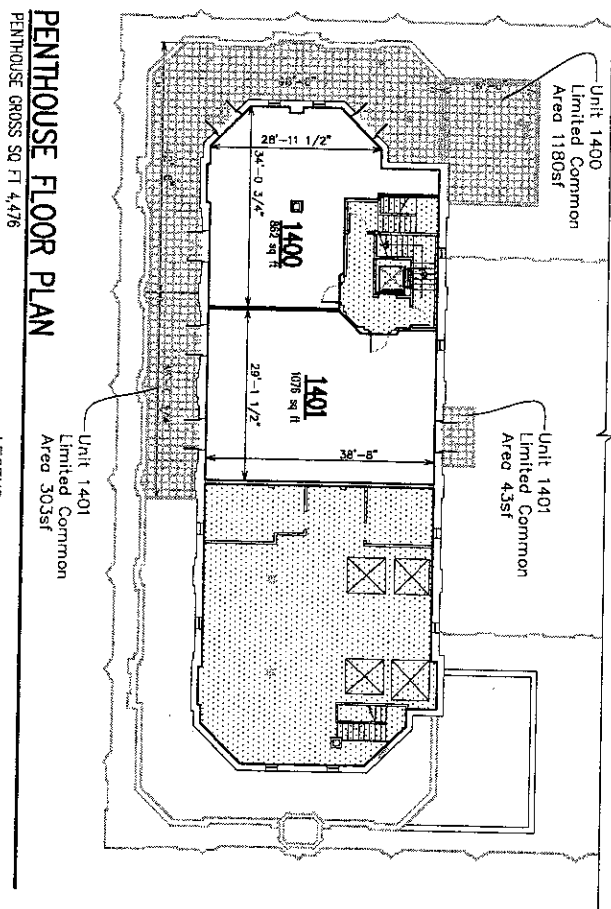 Unit 1400
Limited Common
Area 1180sf
Unit 1401
Limited Common
Area 43sf
28'-11 1/2"
34'-0 3/4"
1400
862 sq ft
1401
1076 sq ft
29'-1 1/2"
38'-8"
Unit 1401
Limited Common
Area 303sf
PENTHOUSE FLOOR PLAN
PENTHOUSE GROSS SQ FT 4,476